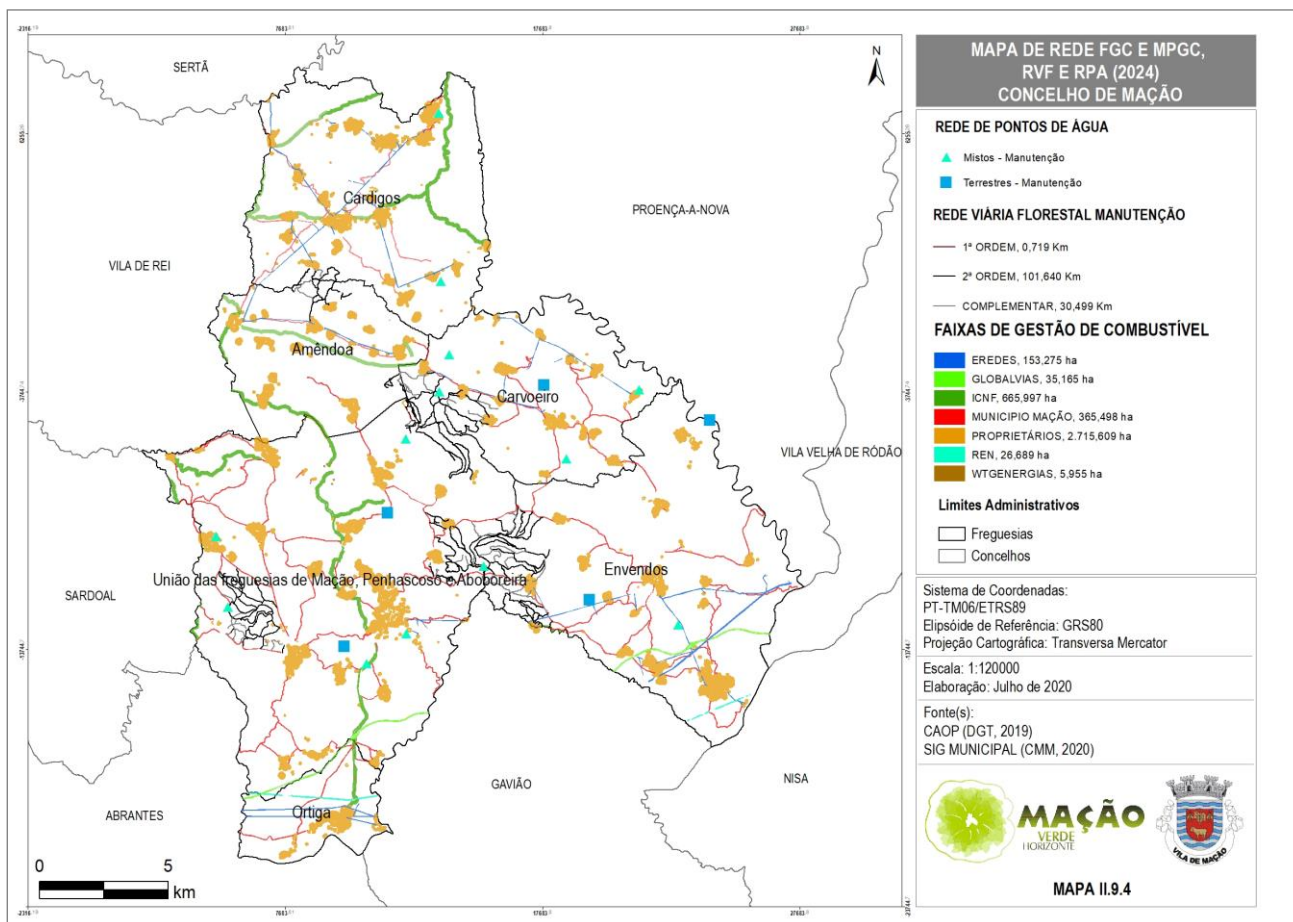 MAPA DE REDE FGC E MPGC,
RVF E RPA (2024)
CONCELHO DE MAÇÃO
REDE DE PONTOS DE ÁGUA
Mistos - Manutenção
Terrestres - Manutenção
REDE VIÁRIA FLORESTAL MANUTENÇÃO
1ª ORDEM, 0,719 Km
2ª ORDEM, 101,640 Km
COMPLEMENTAR, 30,499 Km
FAIXAS DE GESTÃO DE COMBUSTÍVEL
EREDES, 153,275 ha
GLOBALVIAS, 35,165 ha
ICNF, 665,997 ha
MUNICIPIO MAÇÃO, 365,498 ha
PROPRIETÁRIOS, 2.715,609 ha
REN, 26,689 ha
WTGENERGIAS, 5,955 ha
Limites Administrativos
Freguesias
Concelhos
Sistema de Coordenadas:
PT-TM06/ETRS89
Elipsóide de Referência: GRS80
Projeção Cartográfica: Transversa Mercator
Escala: 1:120000
Elaboração: Julho de 2020
Fonte(s):
CAOP (DGT, 2019)
SIG MUNICIPAL (CMM, 2020)
MAÇÃO
VERDE
HORIZONTE
VILA DE MAÇÃO
MAPA II.9.4
N
SERTÃ
Cardigos
PROENÇA-A-NOVA
VILA DE REI
Amêndoa
Carvoeiro
VILA VELHA DE RÓDÃO
Envendos
União das freguesias de Mação, Penhascoso e Aboboreira
SARDOAL
NISA
GAVIÃO
ABRANTES
Ortiga
0 5
km